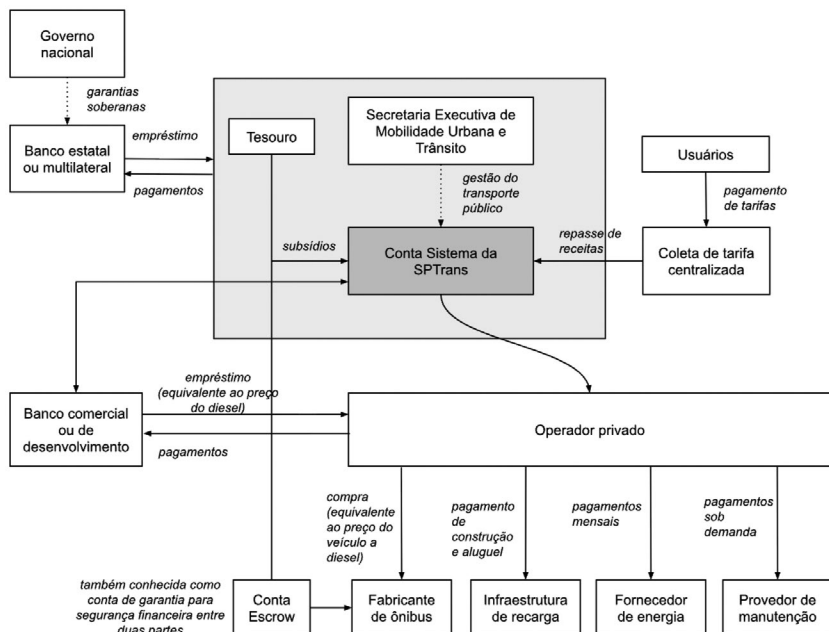 Governo
nacional
garantias
soberanas
Banco estatal
ou multilateral
empréstimo
pagamentos
Tesouro
Secretaria Executiva de
Mobilidade Urbana e
Trânsito
gestão do
transporte
público
Usuários
pagamento
de tarifas
subsídios
Conta Sistema da
SPTrans
repasse de
receitas
Coleta de tarifa
centralizada
empréstimo
(equivalente ao preço
do diesel)
Banco comercial
ou de
desenvolvimento
pagamentos
Operador privado
compra
(equivalente
ao preço do
veículo a
diesel)
pagamento
de
construção
e aluguel
pagamentos
mensais
pagamentos
sob
demanda
também conhecida como
conta de garantia para
segurança financeira entre
duas partes
Conta
Escrow
Fabricante
de ônibus
Infraestrutura
de recarga
Fornecedor
de energia
Provedor de
manutenção